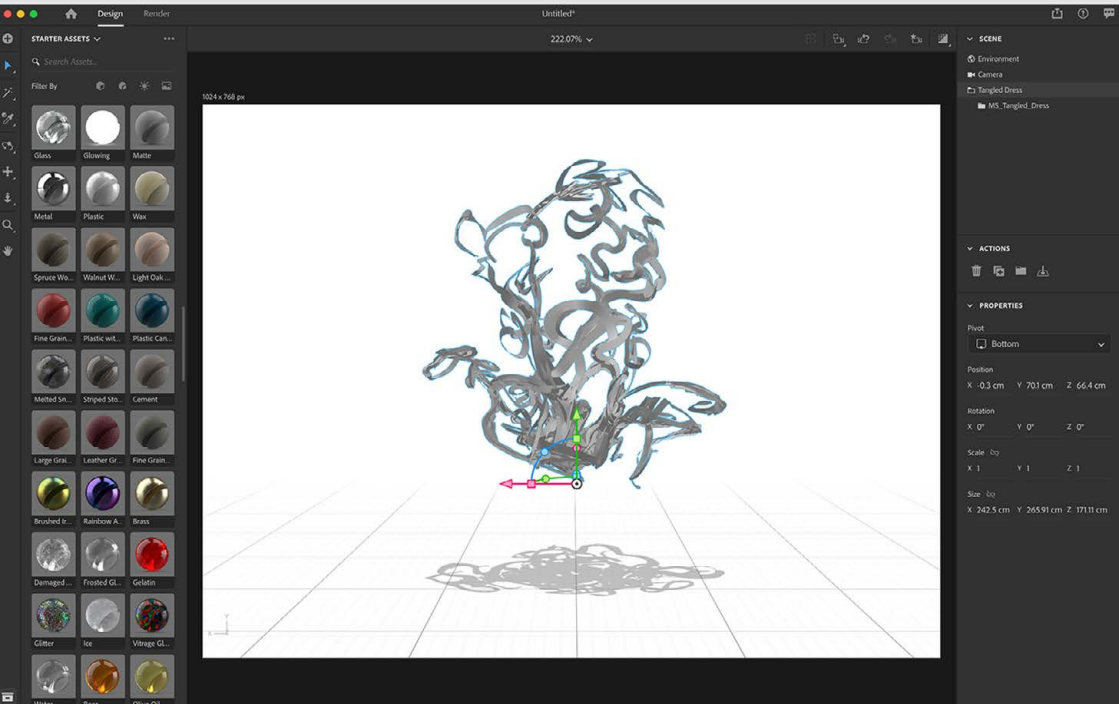 Design
Render
Untitled*
STARTER ASSETS
222.07%
Search Assets...
Filter By
1024 x 768 px
Glass
Glowing
Matte
Metal
Plastic
Wax
Spruce Wo...
Walnut W...
Light Oak ...
Fine Grain...
Plastic wit...
Plastic Can...
Melted Sn...
Striped Sto...
Cement
Large Grai...
Leather Gr...
Fine Grain...
Brushed Ir...
Rainbow A...
Brass
Damaged ...
Frosted Gl...
Gelatin
Glitter
Ice
Vitrage Gl...
SCENE
Environment
Camera
Tangled Dress
MS_Tangled_Dress
ACTIONS
PROPERTIES
Pivot
Bottom
Position
X -0.3 cm Y 70.1 cm Z 66.4 cm
Rotation
X 0° Y 0° Z 0°
Scale
X 1 Y 1 Z 1
Size
X 242.5 cm Y 265.91 cm Z 171.11 cm